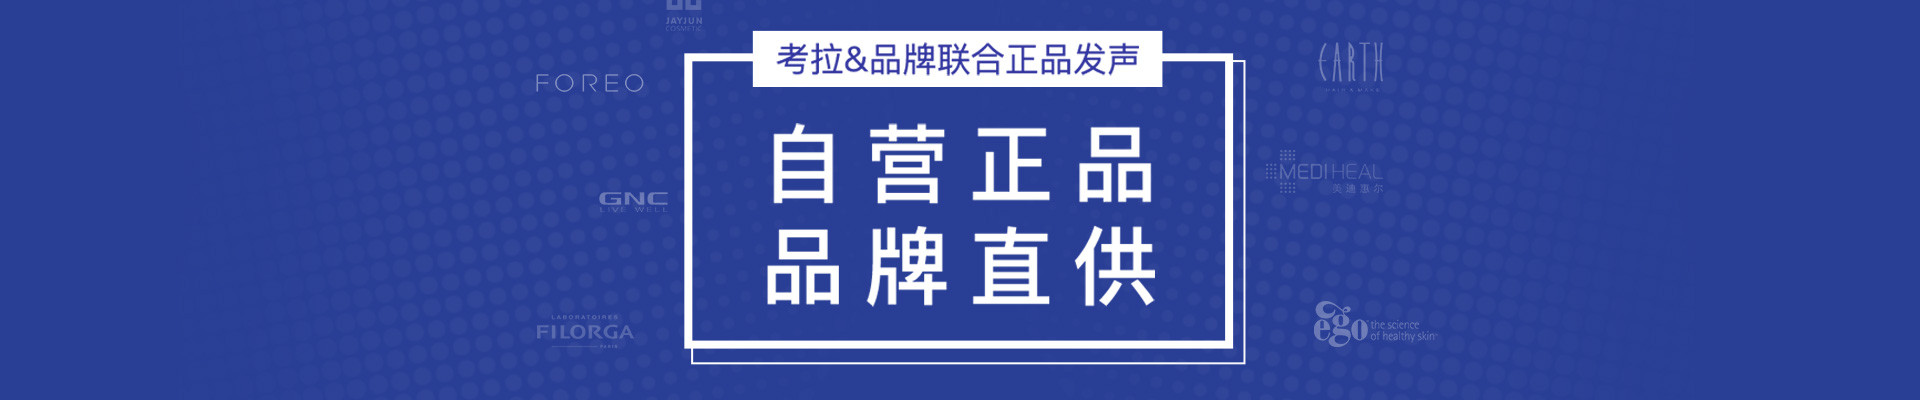 JAYJUN
COSMETIC
考拉&品牌联合正品发声
FOREO
EARTH
自营正品
MEDIHEAL
美迪惠尔
GNC
LIVE WELL
品牌直供
LABORATOIRES
FILORGA
PARIS
ego
the science
of healthy skin